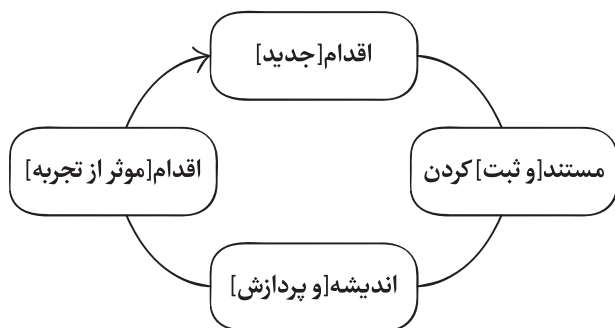 اقدام[جدید]
مستند[و ثبت] کردن
اندیشه[و پردازش]
اقدام[موثر از تجربه]